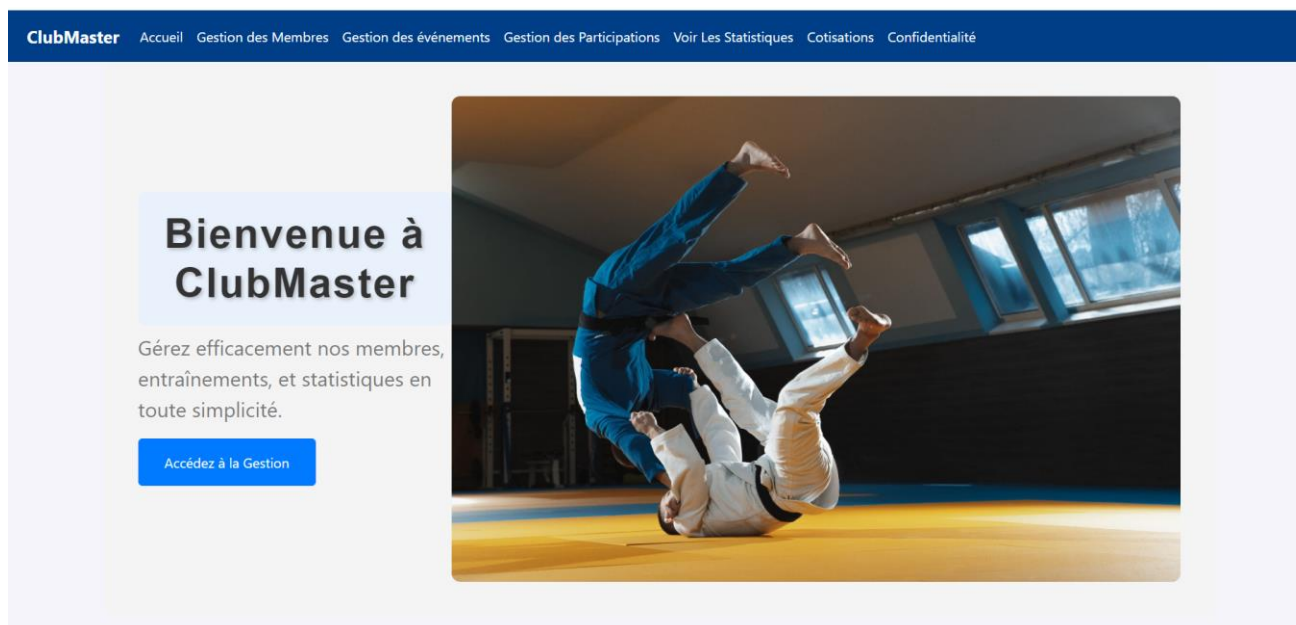 ClubMaster Accueil Gestion des Membres Gestion des événements Gestion des Participations Voir Les Statistiques Cotisations Confidentialité
Bienvenue à
ClubMaster
Gérez efficacement nos membres,
entraînements, et statistiques en
toute simplicité.
Accédez à la Gestion